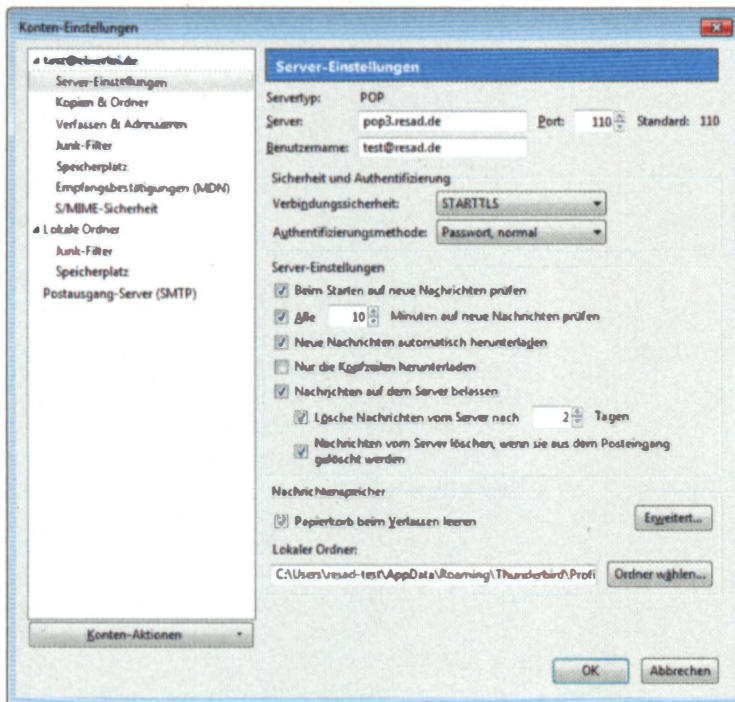 Konten-Einstellungen
Server-Einstellungen
Kopien & Ordner
Verfassen & Adressieren
Junk-Filter
Speicherplatz
Empfangsbestätigungen (MDN)
S/MIME-Sicherheit
Lokale Ordner
Junk-Filter
Speicherplatz
Postausgang-Server (SMTP)
Konten-Aktionen
Server-Einstellungen
Servertyp: POP
Server: pop3.resad.de Port: 110 Standard: 110
Benutzername: test@resad.de
Sicherheit und Authentifizierung
Verbindungssicherheit: STARTTLS
Authentifizierungsmethode: Passwort, normal
Server-Einstellungen
Beim Starten auf neue Nachrichten prüfen
Alle 10 Minuten auf neue Nachrichten prüfen
Neue Nachrichten automatisch herunterladen
Nur die Kopfzeilen herunterladen
Nachrichten auf dem Server belassen
Lösche Nachrichten vom Server nach 2 Tagen
Nachrichten vom Server löschen, wenn sie aus dem Posteingang
gelöscht werden
Nachrichtenspeicher
Papierkorb beim Verlassen leeren Erweitert...
Lokaler Ordner:
C:\Users\resad-test\AppData\Roaming\Thunderbird\Profi Ordner wählen...
OK Abbrechen